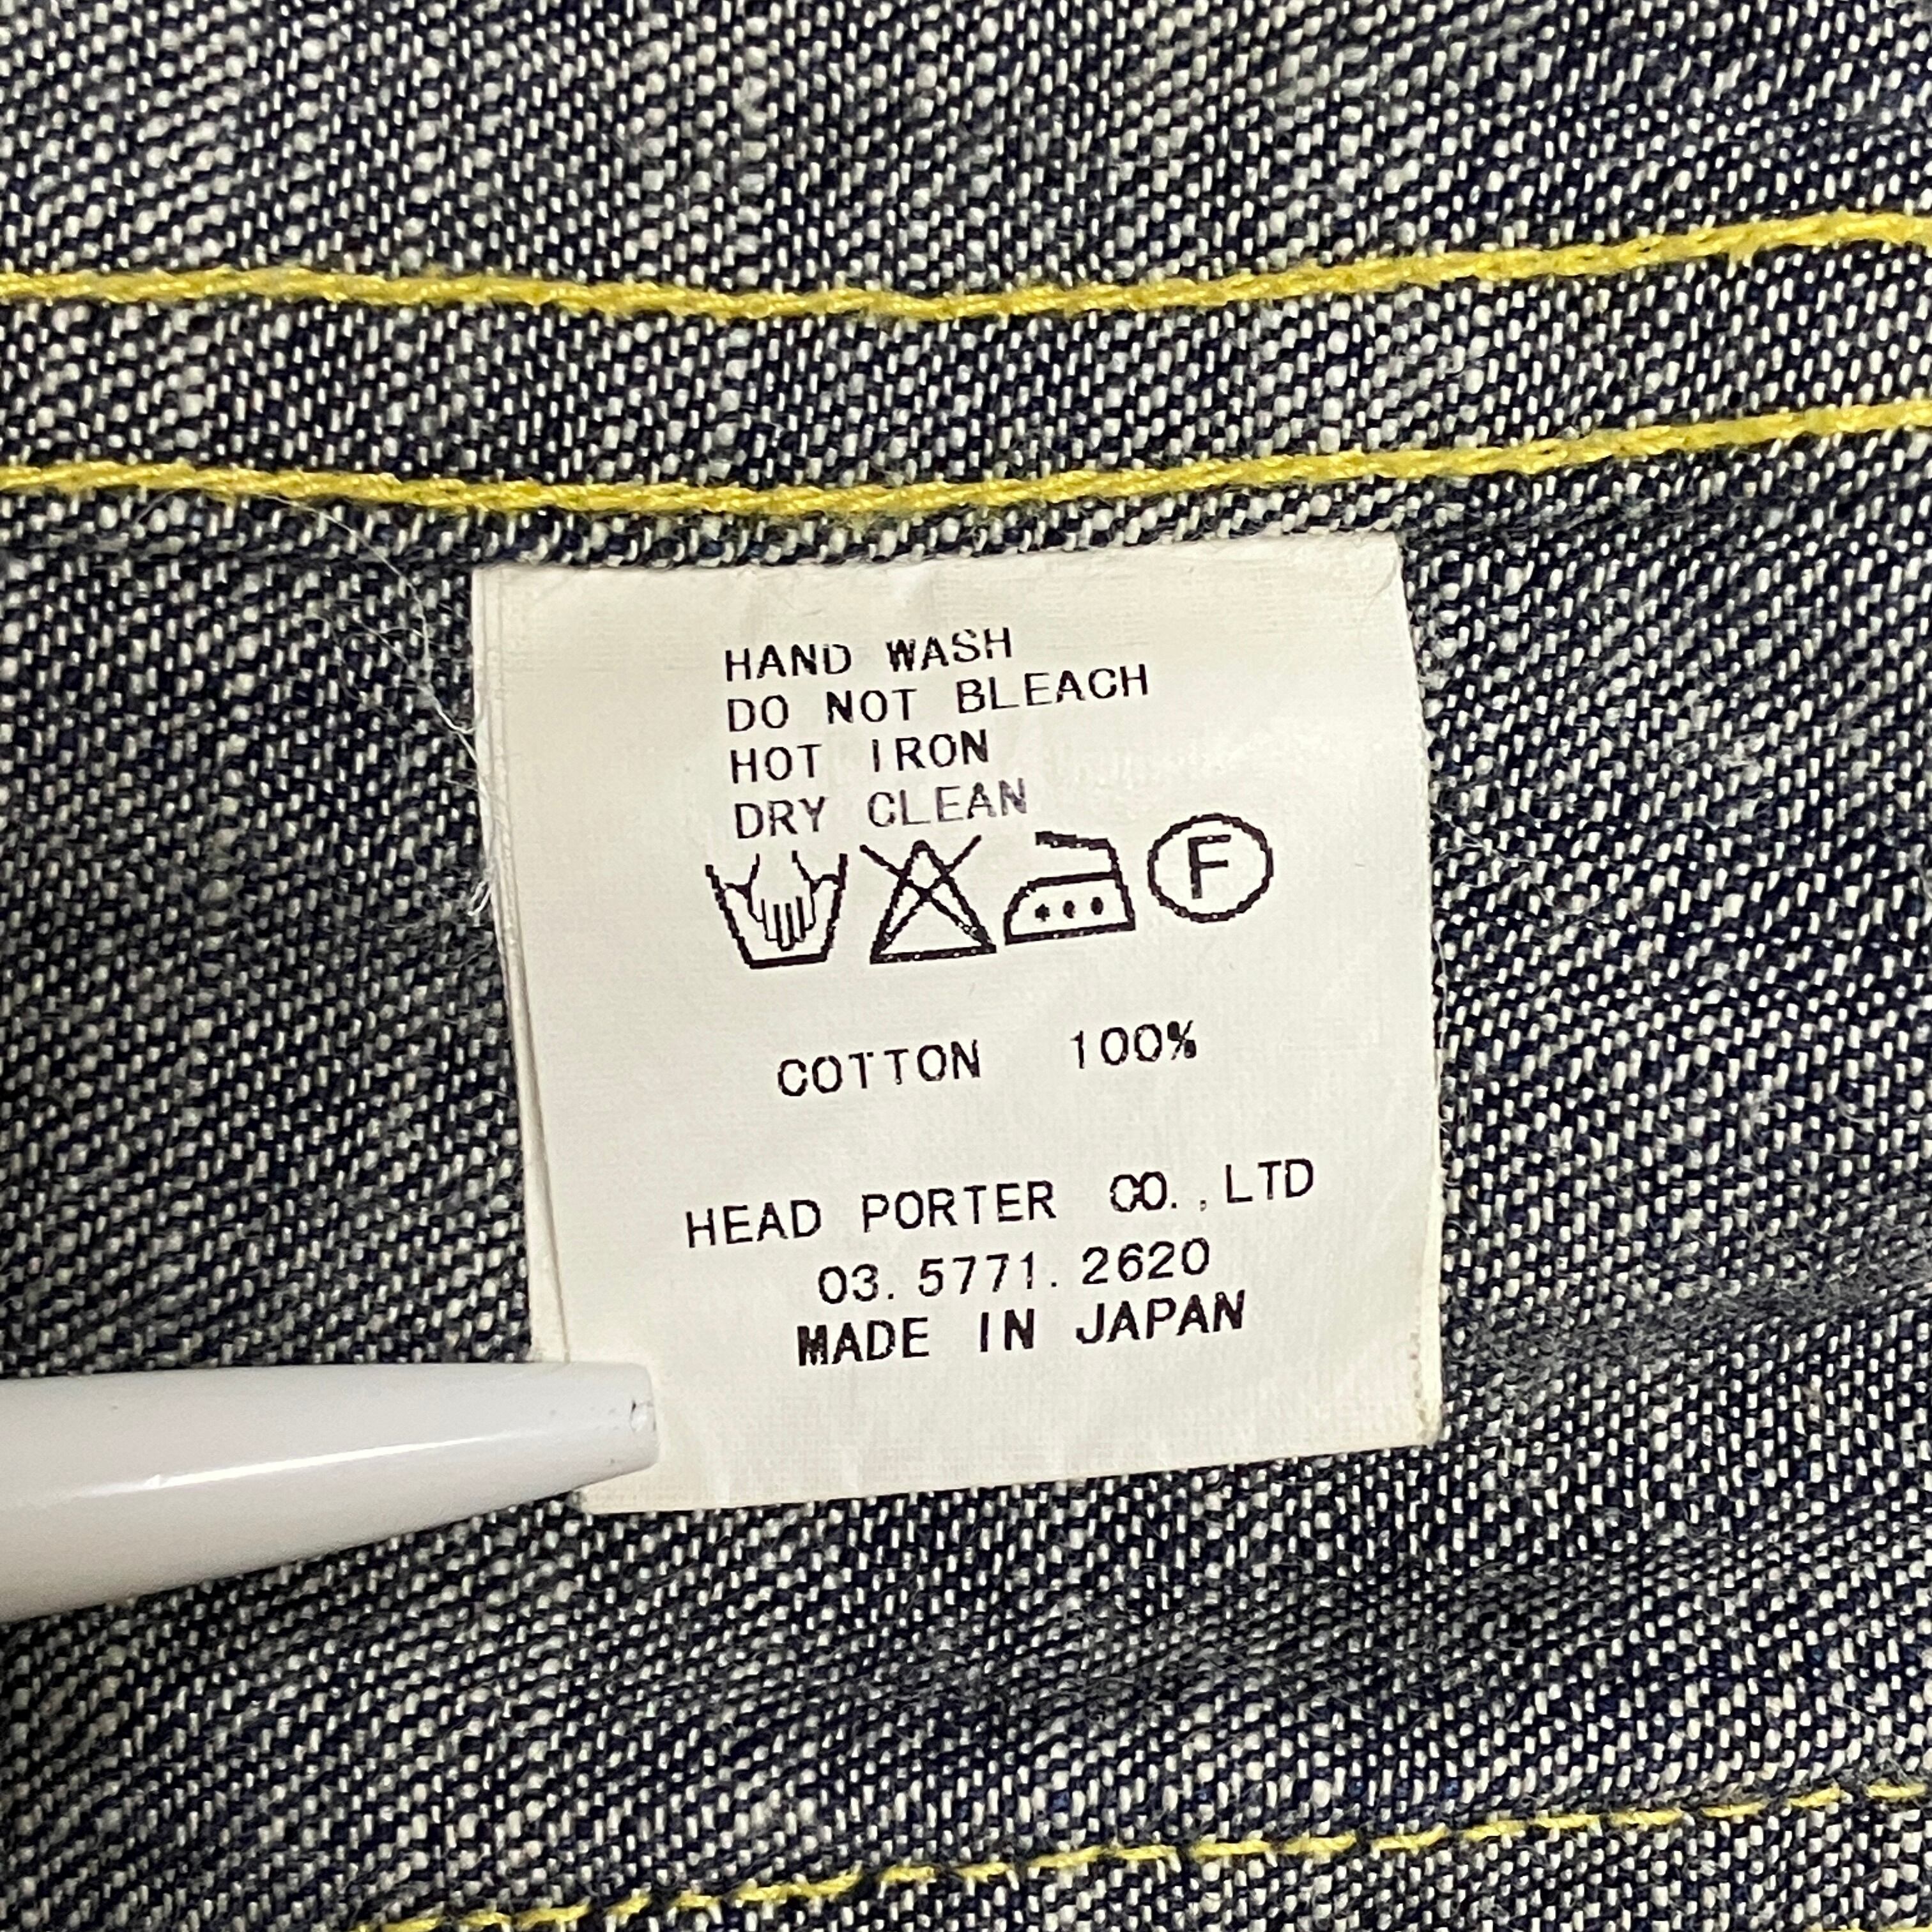 HAND WASH
DO NOT BLEACH
HOT IRON
DRY CLEAN
F
COTTON 100%
HEAD PORTER CO.,LTD
03.5771.2620
MADE IN JAPAN